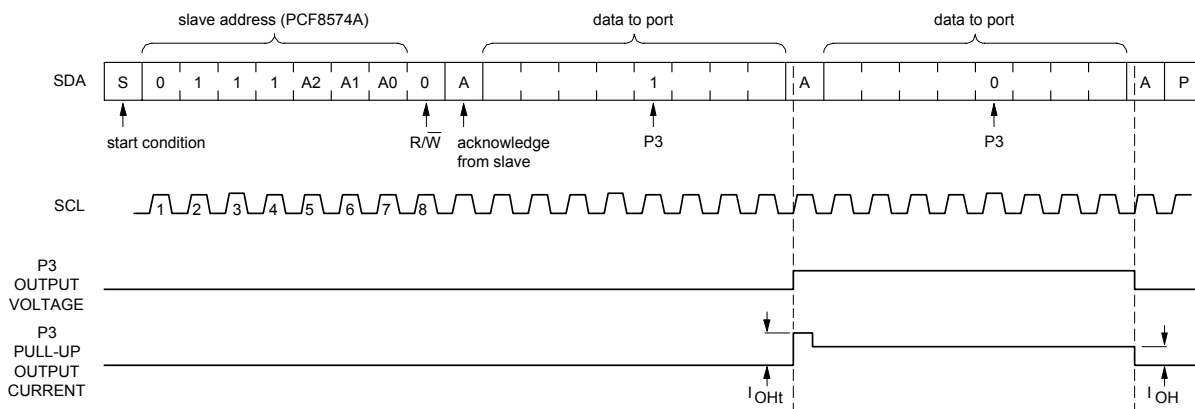 slave address (PCF8574A) data to port data to port
SDA S 0 1 1 1 A2 A1 A0 0 A 1 A 0 A P
start condition R/W̅ acknowledge from slave P3 P3
SCL 1 2 3 4 5 6 7 8
P3
OUTPUT
VOLTAGE
P3
PULL-UP
OUTPUT
CURRENT
I OHt I OH